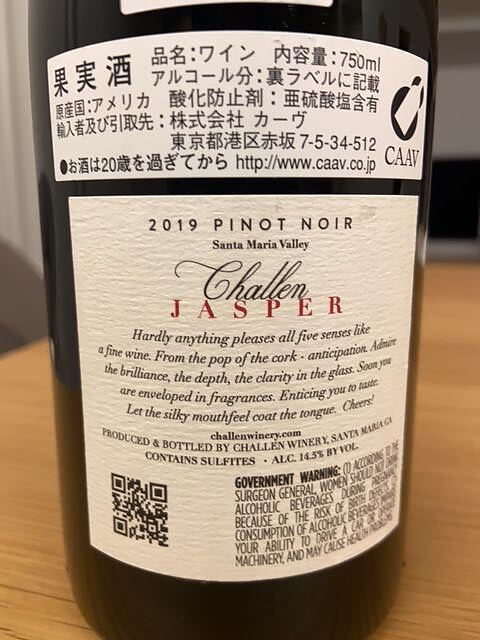 果実酒
品名：ワイン　内容量：750ml
アルコール分：裏ラベルに記載
原産国：アメリカ　酸化防止剤：亜硫酸塩含有
輸入者及び引取先：株式会社 カーヴ
東京都港区赤坂 7-5-34-512
●お酒は20歳を過ぎてから http://www.caav.co.jp
CAAV
2019 PINOT NOIR
Santa Maria Valley
Challen
JASPER
Hardly anything pleases all five senses like
a fine wine. From the pop of the cork - anticipation. Admire
the brilliance, the depth, the clarity in the glass. Soon you
are enveloped in fragrances. Enticing you to taste.
Let the silky mouthfeel coat the tongue. Cheers!
challenwinery.com
PRODUCED & BOTTLED BY CHALLEN WINERY, SANTA MARIA CA
CONTAINS SULFITES · ALC. 14.5% BY VOL.
GOVERNMENT WARNING: (1) ACCORDING TO THE
SURGEON GENERAL, WOMEN SHOULD NOT DRINK
ALCOHOLIC BEVERAGES DURING PREGNANCY
BECAUSE OF THE RISK OF BIRTH DEFECTS.
CONSUMPTION OF ALCOHOLIC BEVERAGES
YOUR ABILITY TO DRIVE A CAR
MACHINERY, AND MAY CAUSE HEALTH